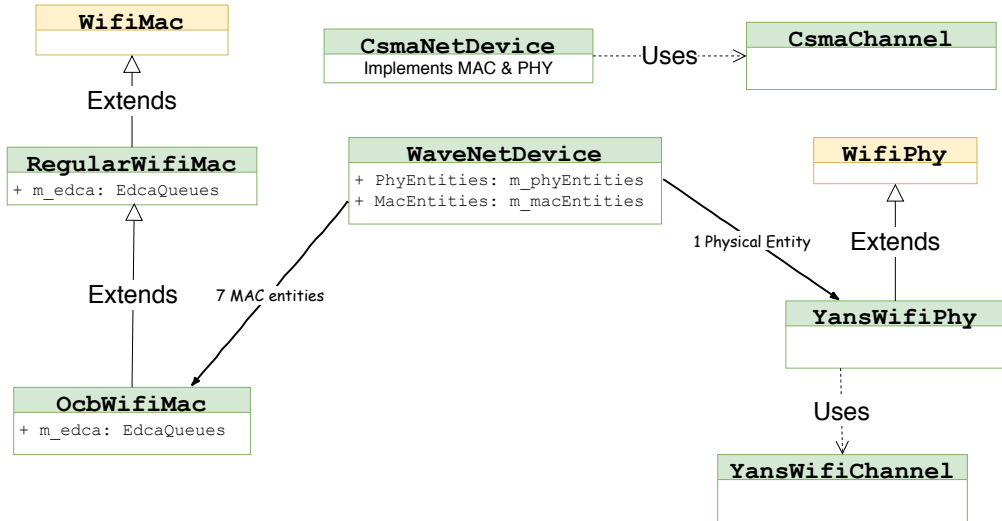 WifiMac
Extends
RegularWifiMac
+ m_edca: EdcaQueues
Extends
OcbWifiMac
+ m_edca: EdcaQueues
CsmaNetDevice
Implements MAC & PHY
Uses
CsmaChannel
WaveNetDevice
+ PhyEntities: m_phyEntities
+ MacEntities: m_macEntities
7 MAC entities
1 Physical Entity
WifiPhy
Extends
YansWifiPhy
Uses
YansWifiChannel